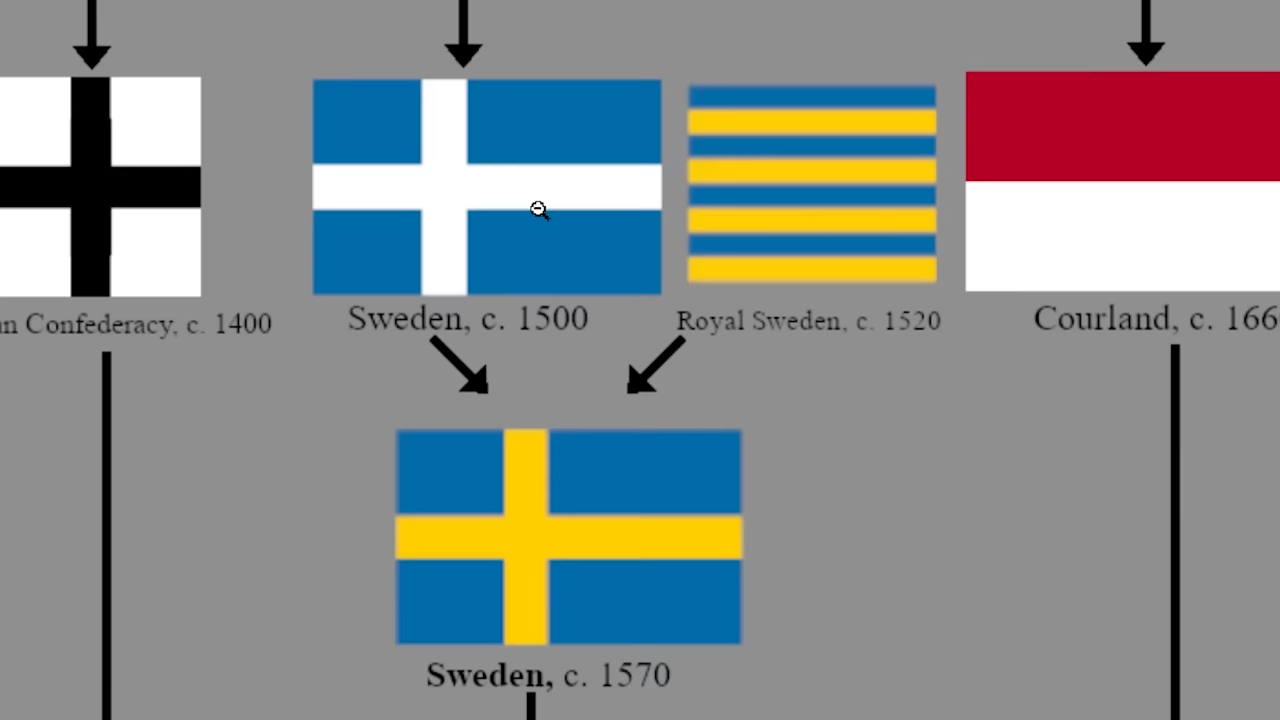 Confederacy, c. 1400
Sweden, c. 1500
Royal Sweden, c. 1520
Courland, c. 166
Sweden, c. 1570